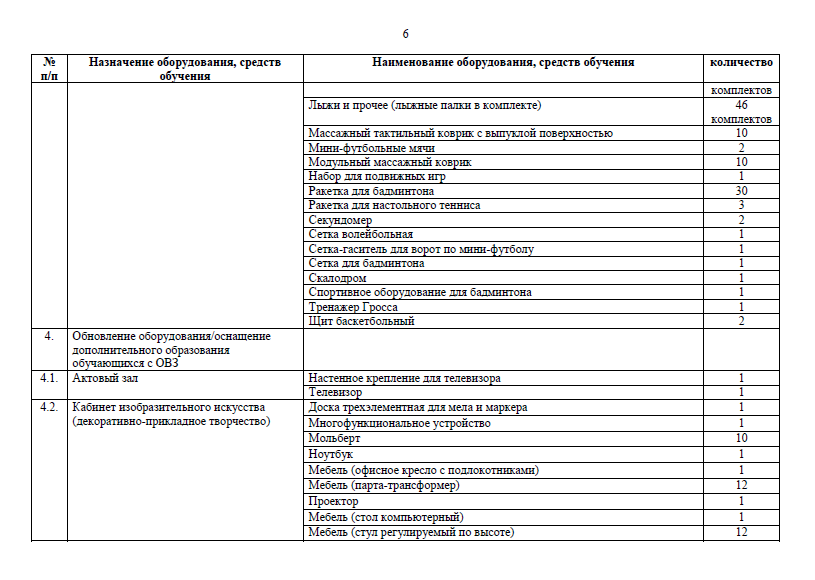 6
№ Назначение оборудования, средств Наименование оборудования, средств обучения количество
п/п обучения
комплектов
Лыжи и прочее (лыжные палки в комплекте) 46
комплектов
Массажный тактильный коврик с выпуклой поверхностью 10
Мини-футбольные мячи 2
Модульный массажный коврик 10
Набор для подвижных игр 1
Ракетка для бадминтона 30
Ракетка для настольного тенниса 3
Секундомер 2
Сетка волейбольная 1
Сетка-гаситель для ворот по мини-футболу 1
Сетка для бадминтона 1
Скалодром 1
Спортивное оборудование для бадминтона 1
Тренажер Гросса 1
Щит баскетбольный 2
4. Обновление оборудования/оснащение
дополнительного образования
обучающихся с ОВЗ
4.1. Актовый зал Настенное крепление для телевизора 1
Телевизор 1
4.2. Кабинет изобразительного искусства Доска трехэлементная для мела и маркера 1
(декоративно-прикладное творчество) Многофункциональное устройство 1
Мольберт 10
Ноутбук 1
Мебель (офисное кресло с подлокотниками) 1
Мебель (парта-трансформер) 12
Проектор 1
Мебель (стол компьютерный) 1
Мебель (стул регулируемый по высоте) 12